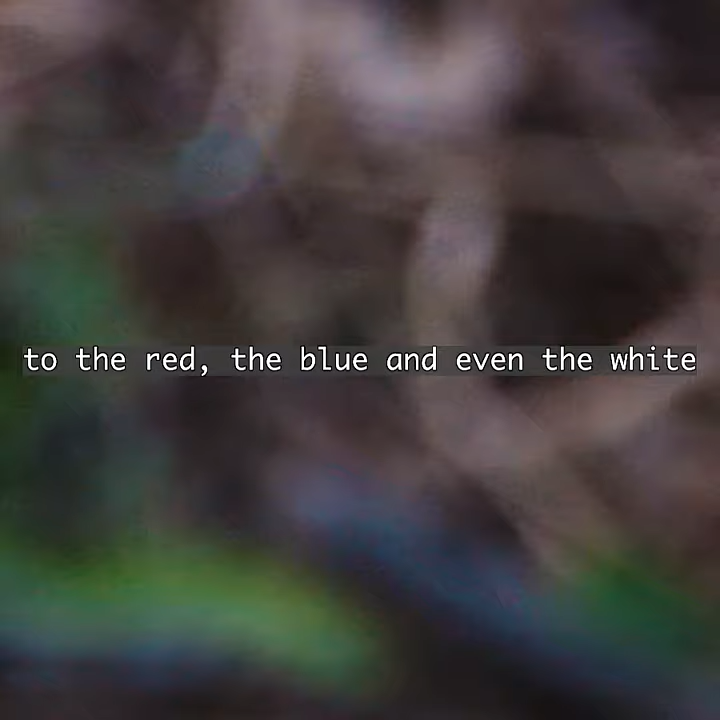 to the red, the blue and even the white